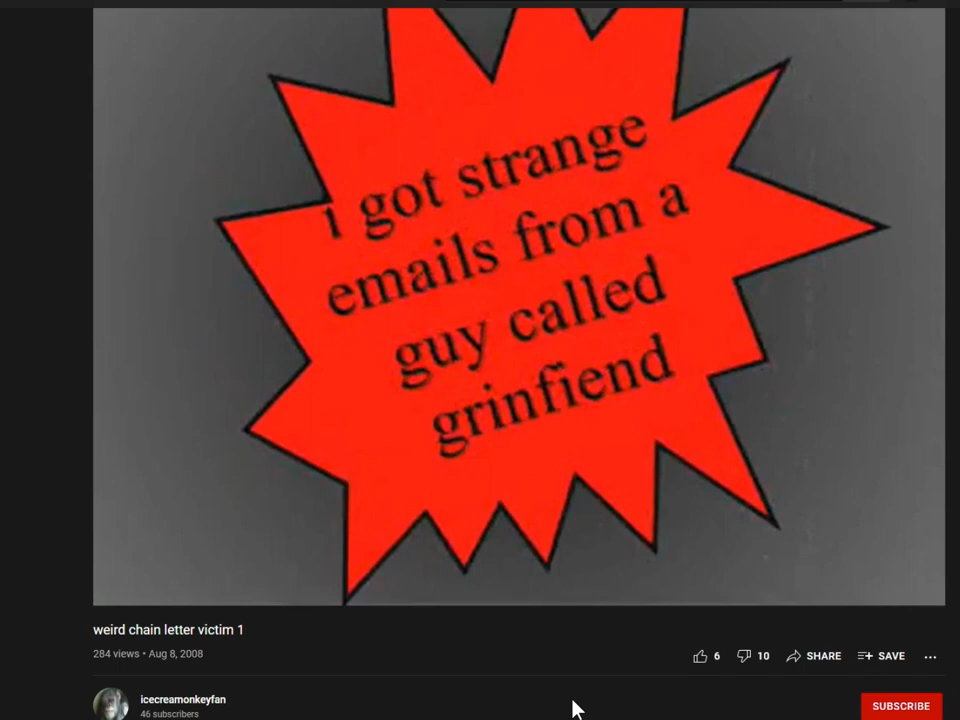 i got strange
emails from a
guy called
grinfiend
weird chain letter victim 1
284 views • Aug 8, 2008
6
10
SHARE
SAVE
icecreamonkeyfan
46 subscribers
SUBSCRIBE